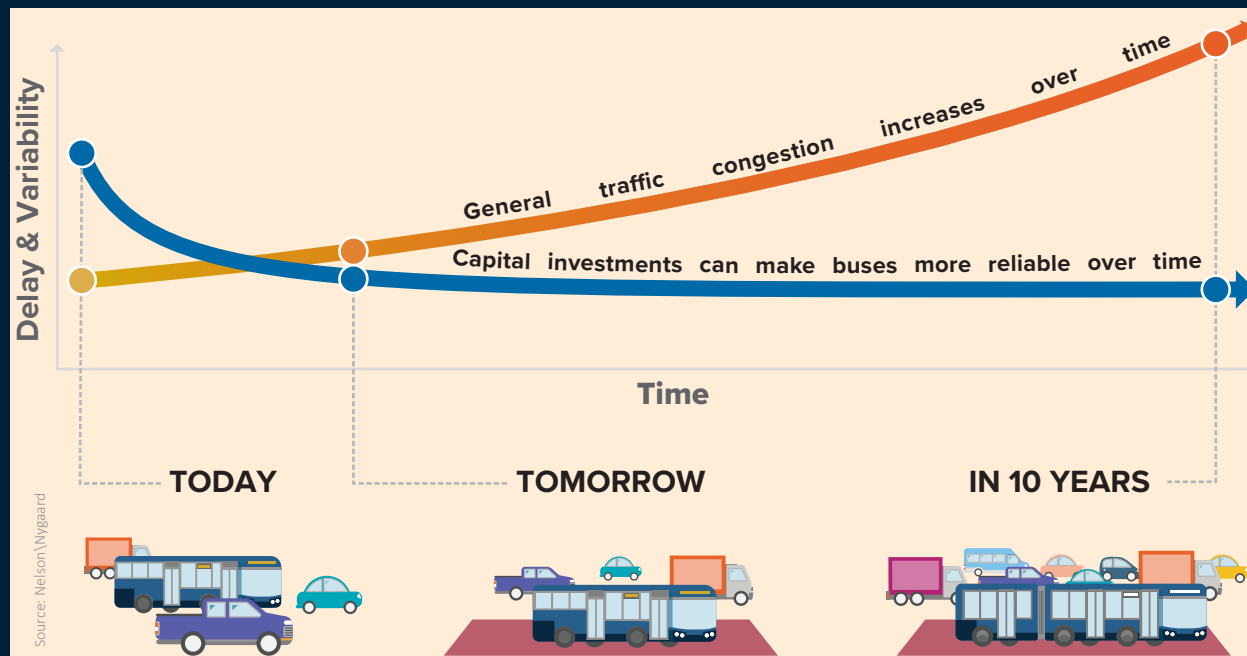 Delay & Variability
General traffic congestion increases over time
Capital investments can make buses more reliable over time
Time
TODAY
TOMORROW
IN 10 YEARS
Source: Nelson\Nygaard